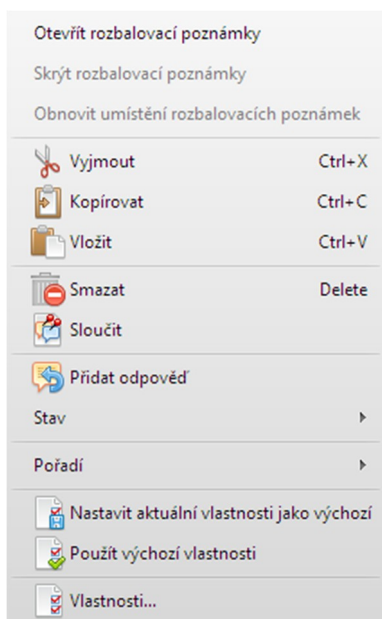 Otevřít rozbalovací poznámky
Skrýt rozbalovací poznámky
Obnovit umístění rozbalovacích poznámek
Vyjmout Ctrl+X
Kopírovat Ctrl+C
Vložit Ctrl+V
Smazat Delete
Sloučit
Přidat odpověď
Stav
Pořadí
Nastavit aktuální vlastnosti jako výchozí
Použít výchozí vlastnosti
Vlastnosti...